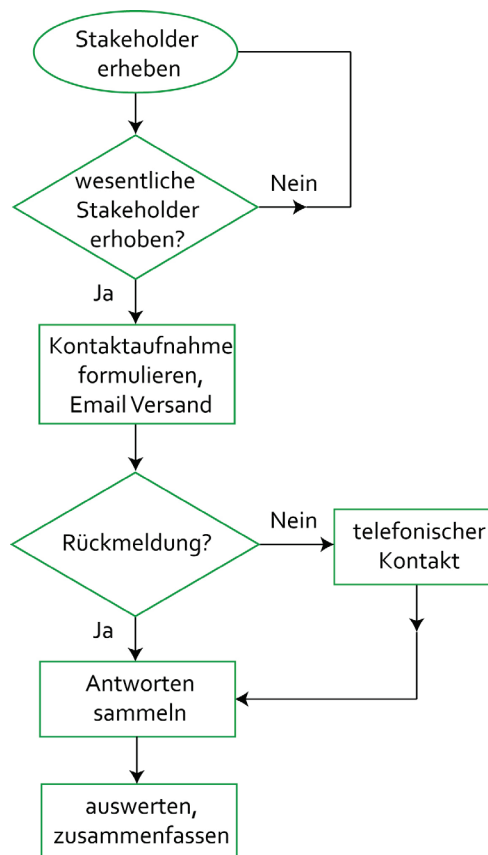 Stakeholder
erheben
wesentliche
Stakeholder
erhoben?
Nein
Ja
Kontaktaufnahme
formulieren,
Email Versand
Rückmeldung?
Nein
telefonischer
Kontakt
Ja
Antworten
sammeln
auswerten,
zusammenfassen